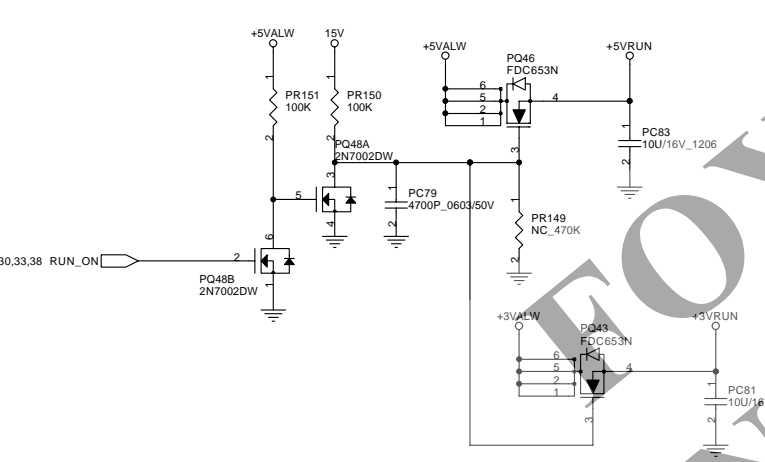 +5VALW
15V
+5VALW
+5VRUN
PQ46
FDC653N
1
1
PR151
100K
PR150
100K
6
5
2
1
4
3
2
2
PQ48A
2N7002DW
1
2
PC83
10U/16V_1206
3
5
4
1
2
PC79
4700P_0603/50V
1
2
PR149
NC_470K
6
30,33,38 RUN_ON
2
1
PQ48B
2N7002DW
+3VALW
PQ43
FDC653N
+3VRUN
6
5
2
1
4
3
1
2
PC81
10U/16
FO